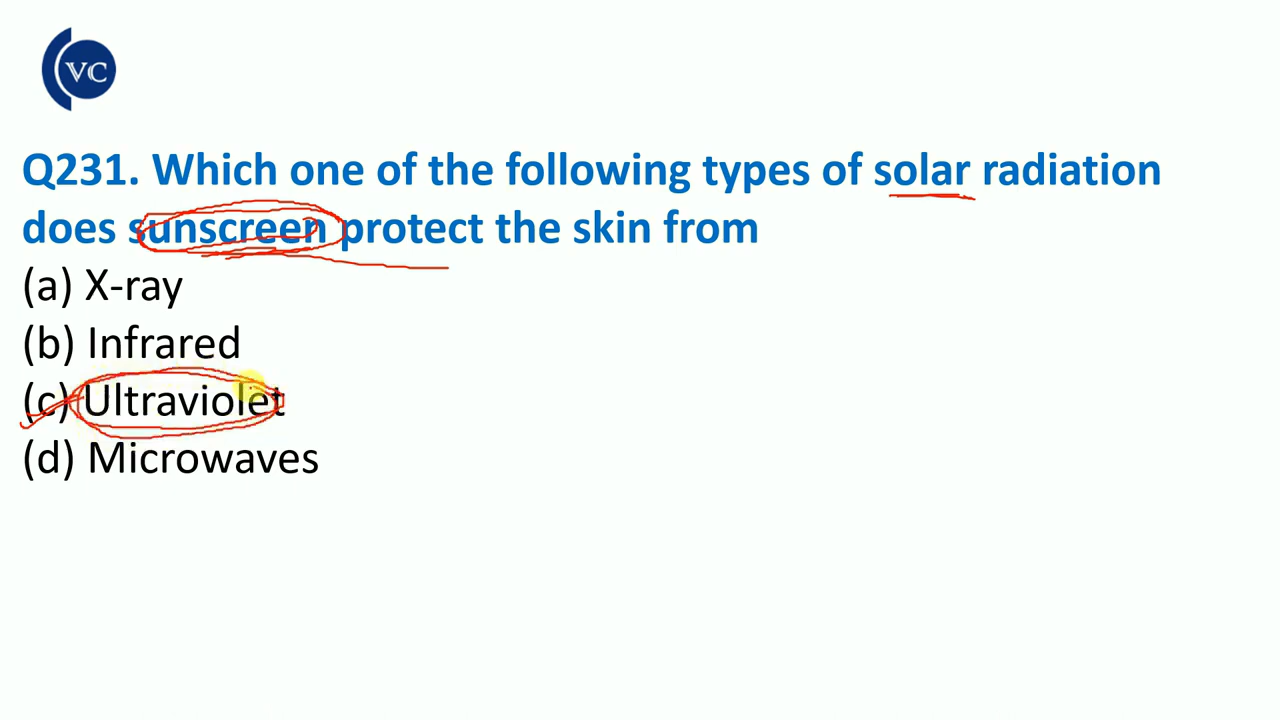 VC
Q231. Which one of the following types of solar radiation
does sunscreen protect the skin from
(a) X-ray
(b) Infrared
(c) Ultraviolet
(d) Microwaves